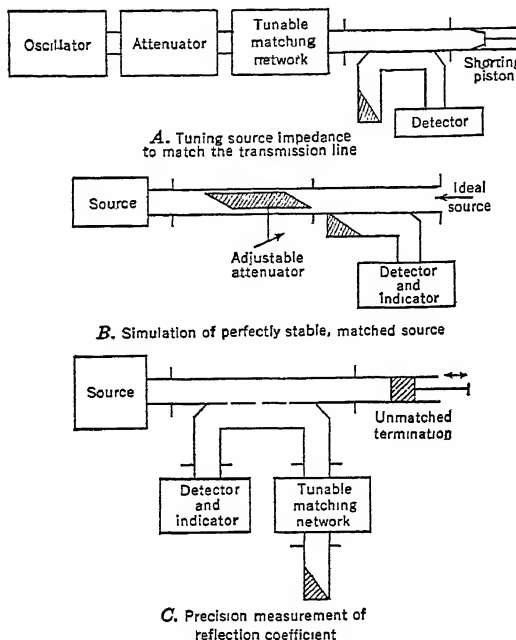 Oscillator
Attenuator
Tunable
matching
network
Shorting
piston
Detector
A. Tuning source impedance
to match the transmission line
Source
Ideal
source
Adjustable
attenuator
Detector
and
Indicator
B. Simulation of perfectly stable, matched source
Source
Unmatched
termination
Detector
and
indicator
Tunable
matching
network
C. Precision measurement of
reflection coefficient